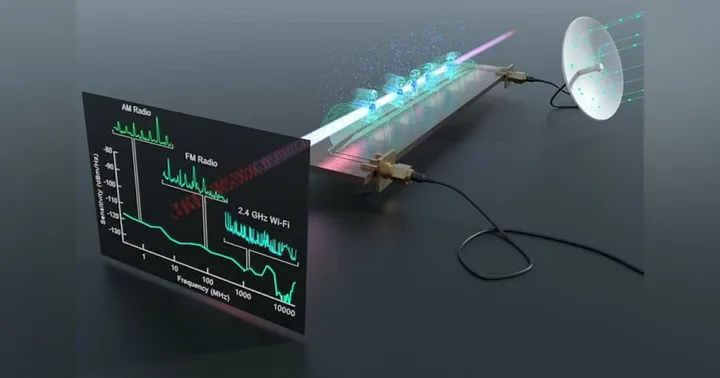 AM Radio
FM Radio
2.4 GHz Wi-Fi
Sensitivity (dBm/Hz)
-80
-90
-100
-110
-120
-130
1
10
100
1000
10000
Frequency (MHz)